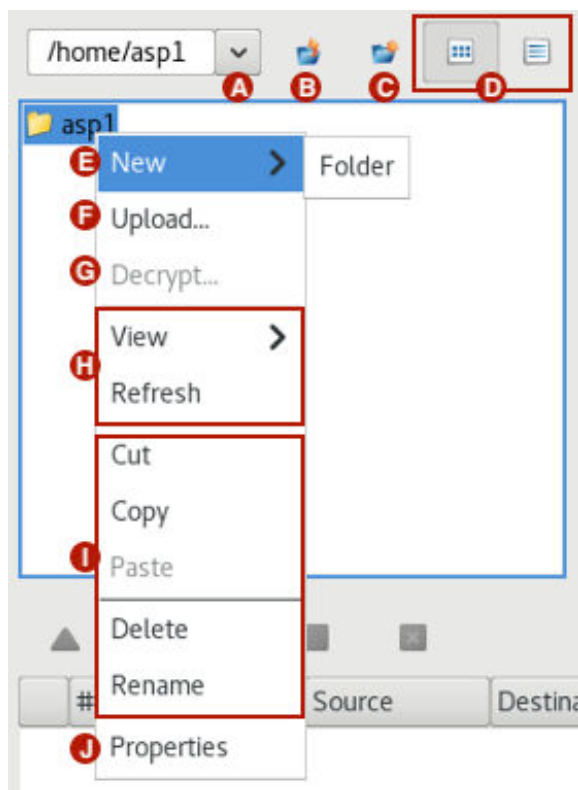 /home/asp1
A B C D
asp1
E New Folder
F Upload...
G Decrypt...
View
H
Refresh
Cut
Copy
I Paste
Delete
Rename
# Source Destina
J Properties